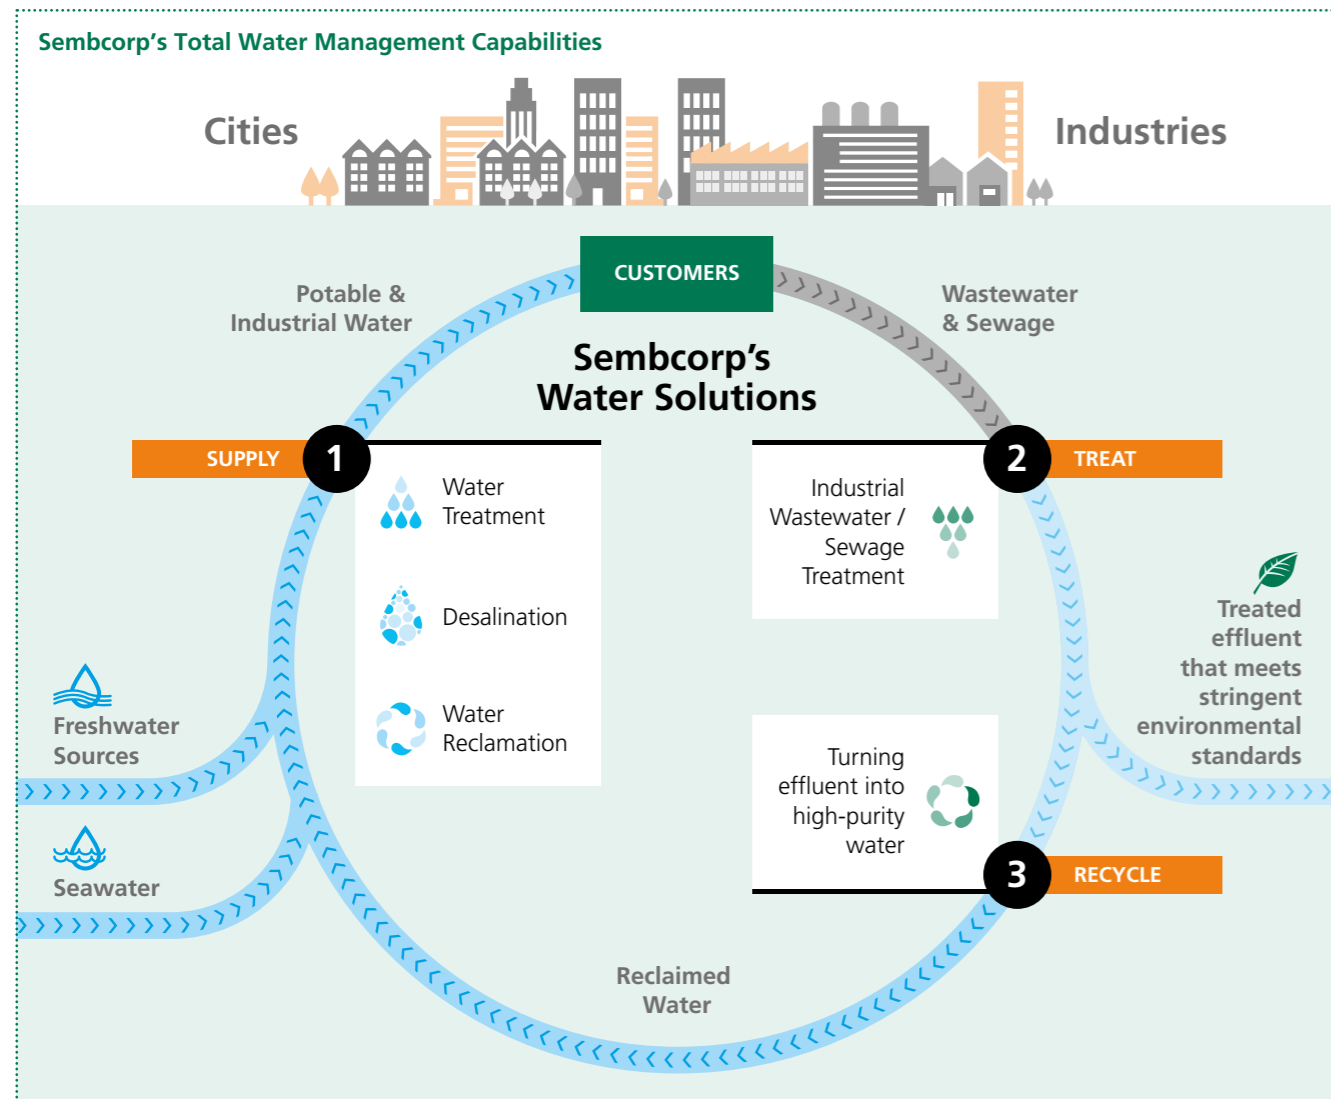 Sembcorp's Total Water Management Capabilities
Cities
Industries
CUSTOMERS
Potable &
Industrial Water
Wastewater
& Sewage
Sembcorp's
Water Solutions
SUPPLY
1
2
TREAT
Water
Treatment
Desalination
Water
Reclamation
Industrial
Wastewater /
Sewage
Treatment
Treated
effluent
that meets
stringent
environmental
standards
Freshwater
Sources
Seawater
Turning
effluent into
high-purity
water
3
RECYCLE
Reclaimed
Water